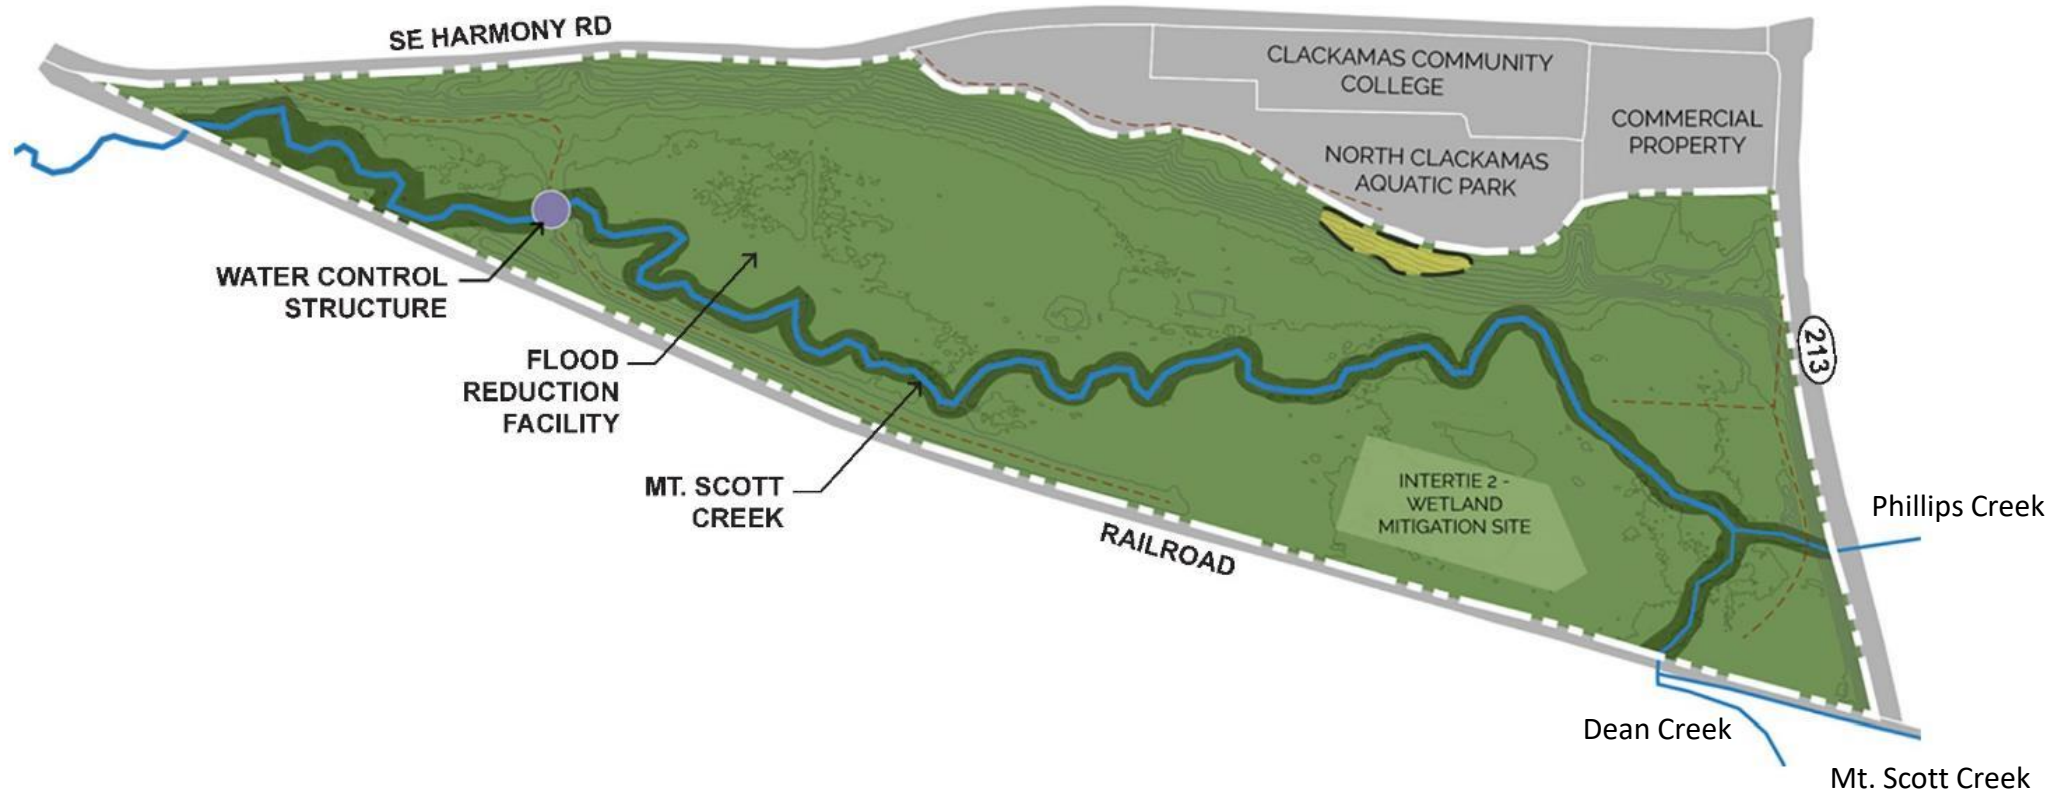 SE HARMONY RD
CLACKAMAS COMMUNITY
COLLEGE
COMMERCIAL
PROPERTY
NORTH CLACKAMAS
AQUATIC PARK
WATER CONTROL
STRUCTURE
FLOOD
REDUCTION
FACILITY
213
MT. SCOTT
CREEK
INTERTIE 2 -
WETLAND
MITIGATION SITE
Phillips Creek
RAILROAD
Dean Creek
Mt. Scott Creek